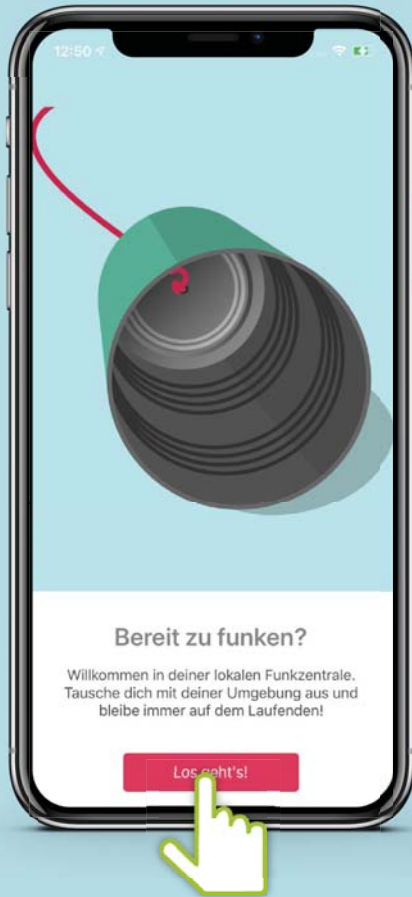 12:50
Bereit zu funken?
Willkommen in deiner lokalen Funkzentrale.
Tausche dich mit deiner Umgebung aus und
bleibe immer auf dem Laufenden!
Los geht's!